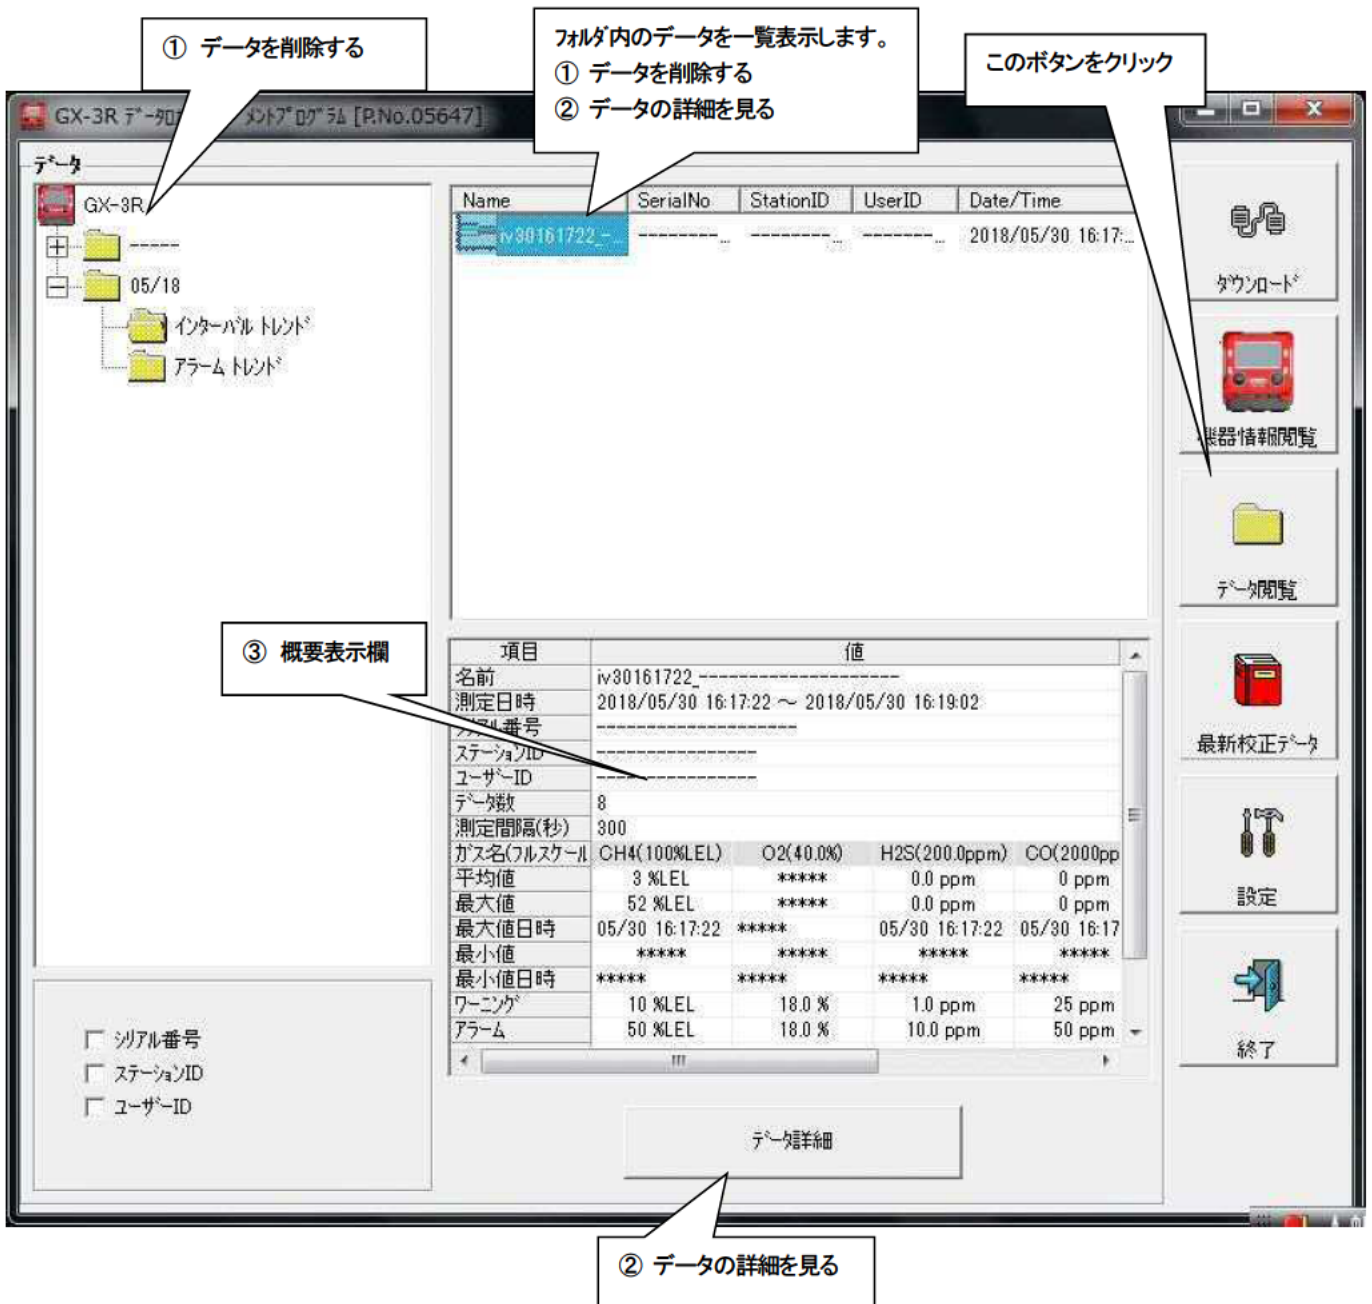 ① データを削除する
フォルダ内のデータを一覧表示します。
① データを削除する
② データの詳細を見る
このボタンをクリック
GX-3R データロ メントプログラム [P.No.05647]
データ
GX-3R
-----
05/18
インターバル トレンド
アラーム トレンド
Name SerialNo StationID UserID Date/Time
iv30161722_-... --------... --------... -------... 2018/05/30 16:17:...
ダウンロード
機器情報閲覧
データ閲覧
最新校正データ
設定
終了
③ 概要表示欄
項目 値
名前 iv30161722_--------------------
測定日時 2018/05/30 16:17:22 ～ 2018/05/30 16:19:02
シリアル番号 --------------------
ステーションID ----------------
ユーザーID ----------------
データ数 8
測定間隔(秒) 300
ガス名(フルスケール CH4(100%LEL) O2(40.0%) H2S(200.0ppm) CO(2000pp
平均値 3 %LEL ***** 0.0 ppm 0 ppm
最大値 52 %LEL ***** 0.0 ppm 0 ppm
最大値日時 05/30 16:17:22 ***** 05/30 16:17:22 05/30 16:17
最小値 ***** ***** ***** *****
最小値日時 ***** ***** ***** *****
ワーニング 10 %LEL 18.0 % 1.0 ppm 25 ppm
アラーム 50 %LEL 18.0 % 10.0 ppm 50 ppm
シリアル番号
ステーションID
ユーザーID
データ詳細
② データの詳細を見る